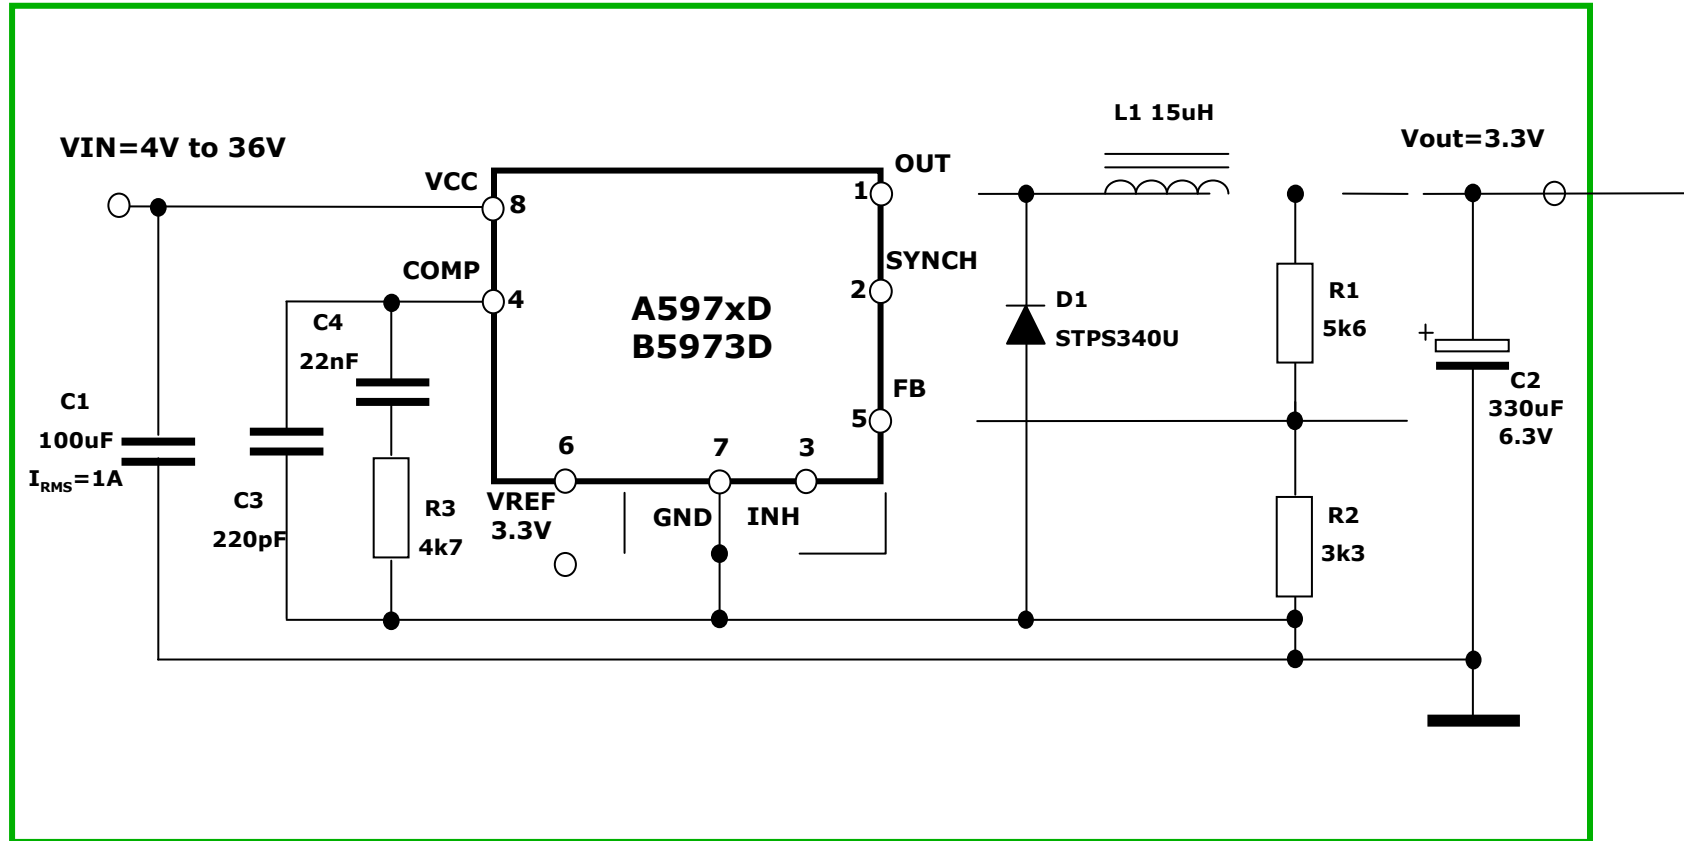 L1 15uH
VIN=4V to 36V
Vout=3.3V
OUT
VCC
1
8
SYNCH
COMP
2
4
A597xD
B5973D
D1
STPS340U
R1
5k6
C4
22nF
+
FB
5
C2
330uF
6.3V
C1
100uF
IRMS=1A
6
7
3
C3
220pF
R3
4k7
VREF
3.3V
GND
INH
R2
3k3